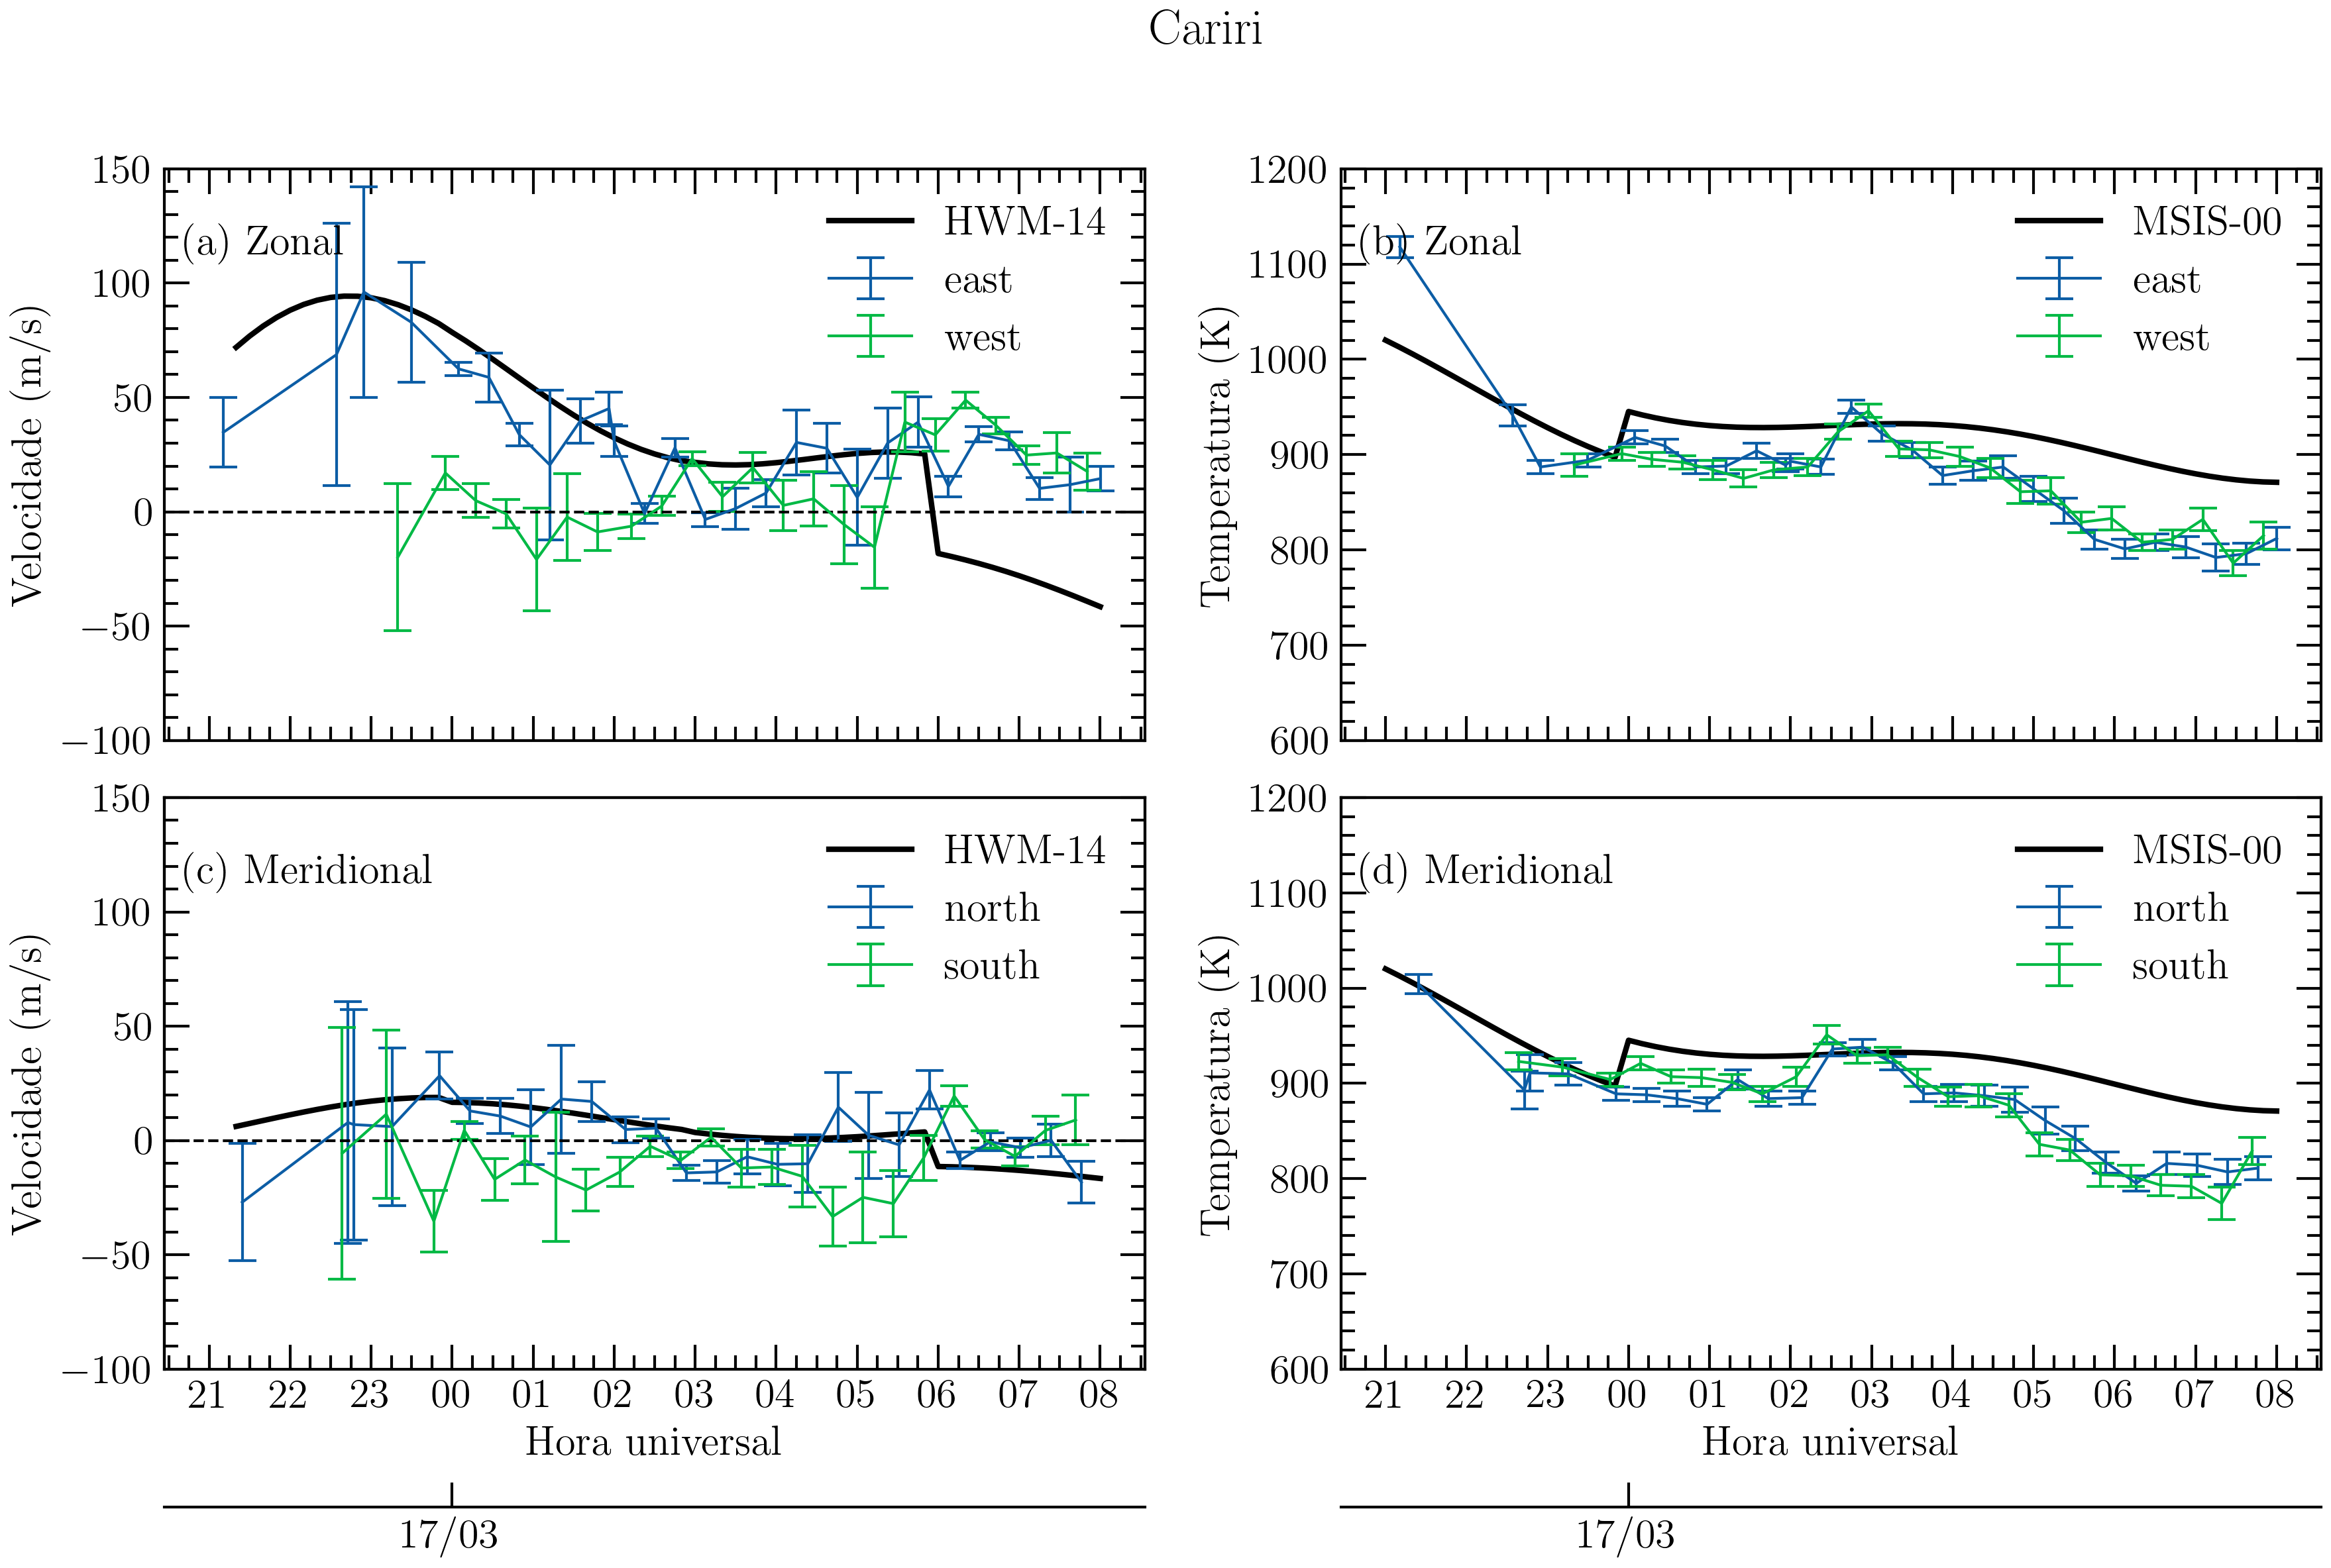 Cariri
150
100
50
0
−50
−100
Velocidade (m/s)
(a) Zonal
HWM-14
east
west
1200
1100
1000
900
800
700
600
Temperatura (K)
(b) Zonal
MSIS-00
east
west
150
100
50
0
−50
−100
Velocidade (m/s)
(c) Meridional
HWM-14
north
south
21 22 23 00 01 02 03 04 05 06 07 08
Hora universal
17/03
1200
1100
1000
900
800
700
600
Temperatura (K)
(d) Meridional
MSIS-00
north
south
21 22 23 00 01 02 03 04 05 06 07 08
Hora universal
17/03